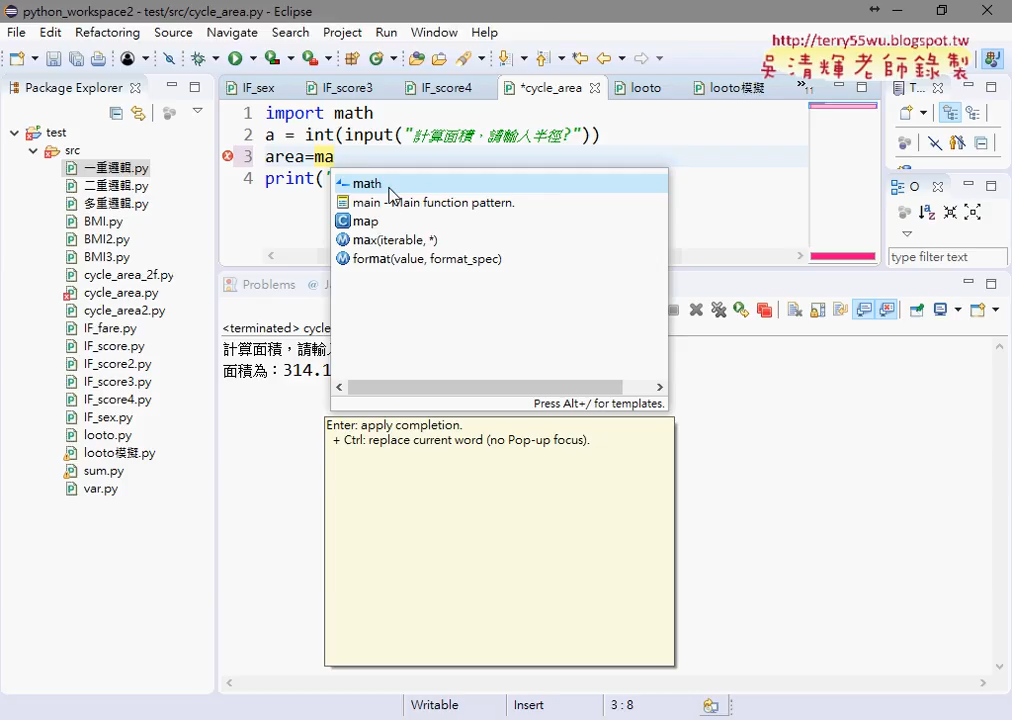 python_workspace2 - test/src/cycle_area.py - Eclipse
File Edit Refactoring Source Navigate Search Project Run Window Help
http://terry55wu.blogspot.tw
吳清輝老師錄製
Package Explorer
IF_sex IF_score3 IF_score4 *cycle_area looto looto模擬 »11 T...
test
src
一重邏輯.py
二重邏輯.py
多重邏輯.py
BMI.py
BMI2.py
BMI3.py
cycle_area_2f.py
cycle_area.py
cycle_area2.py
IF_fare.py
IF_score.py
IF_score2.py
IF_score3.py
IF_score4.py
IF_sex.py
looto.py
looto模擬.py
sum.py
var.py
1 import math
2 a = int(input("計算面積，請輸入半徑?"))
3 area=ma
4 print("
math
main - Main function pattern.
map
max(iterable, *)
format(value, format_spec)
Press Alt+/ for templates.
Enter: apply completion.
+ Ctrl: replace current word (no Pop-up focus).
O
type filter text
Problems @ J
<terminated> cycle
計算面積，請輸入
面積為：314.1
Writable Insert 3 : 8